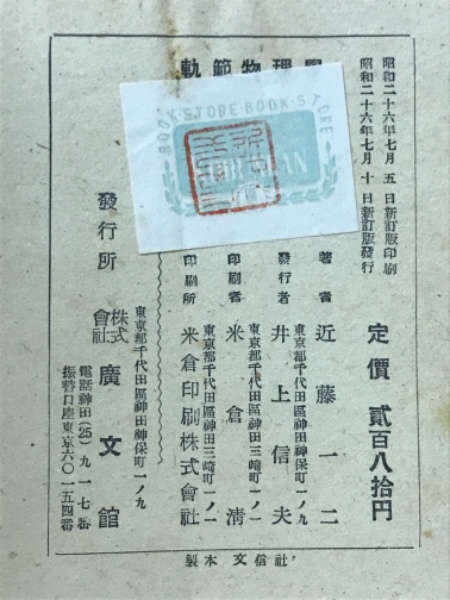 昭和二十六年七月五日新訂版印刷
昭和二十六年七月十日新訂版發行
定價 貳百八拾円
軌範物理學
著者 近藤一二
東京都千代田區神田神保町一ノ九
發行者 井上信夫
東京都千代田區神田三崎町一ノ一
印刷者 米倉淸
東京都千代田區神田三崎町一ノ一
印刷所 米倉印刷株式會社
東京都千代田區神田神保町一ノ九
發行所 株式會社 廣文館
電話神田(25)九一七番
振替口座東京六〇一五四番
製本 文信社
BOOK·STORE·BOOK·STORE